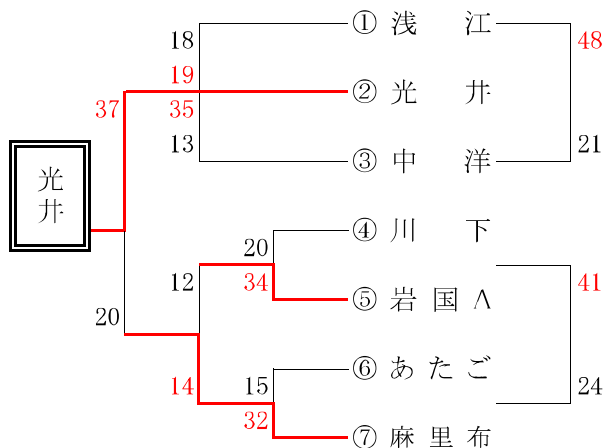 18 ① 浅 江 48
19
37 ② 光 井
35
13 ③ 中 洋 21
光井
④ 川 下
20
12 34 41
⑤ 岩 国 A
20
⑥ あ た ご
14 15 24
32
⑦ 麻 里 布